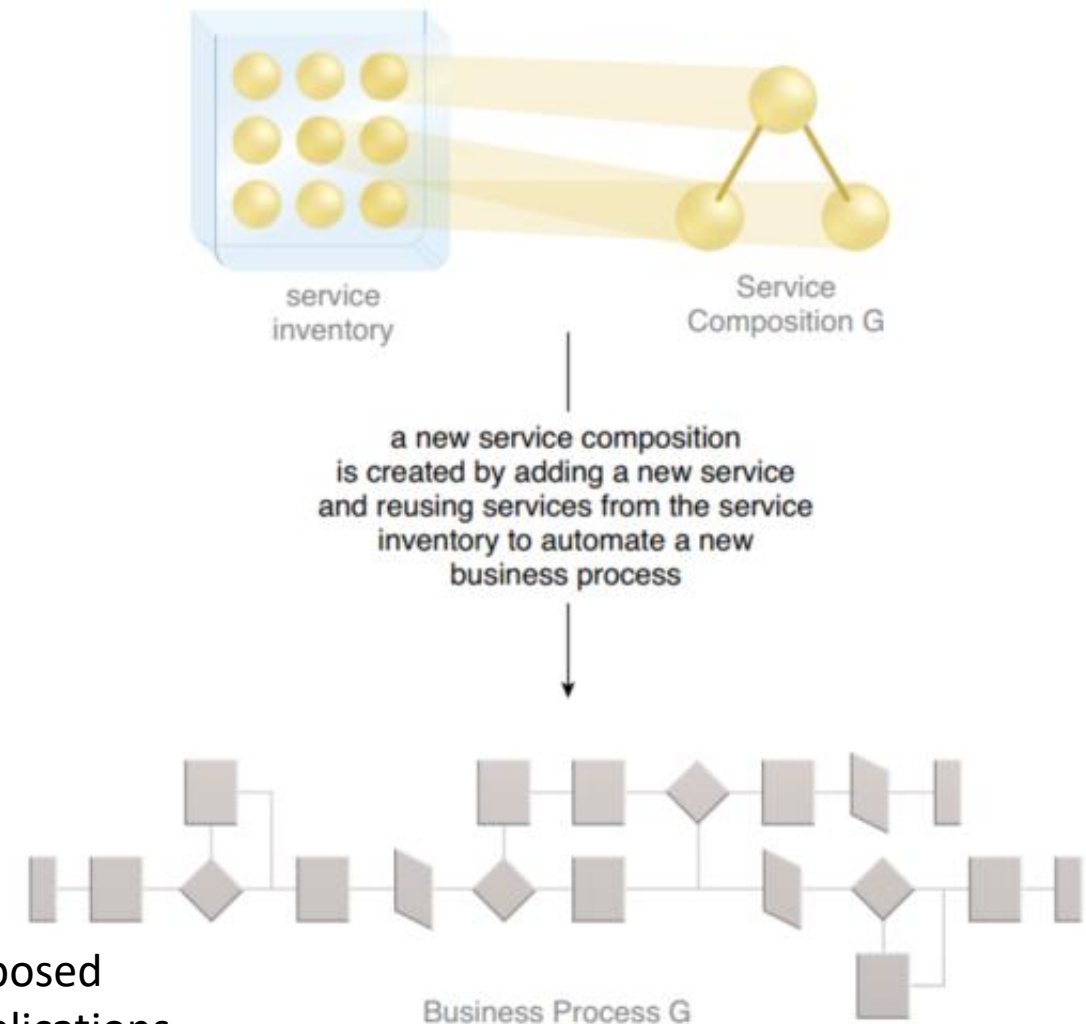 service
inventory
Service
Composition G
a new service composition
is created by adding a new service
and reusing services from the service
inventory to automate a new
business process
posed
Business Process G